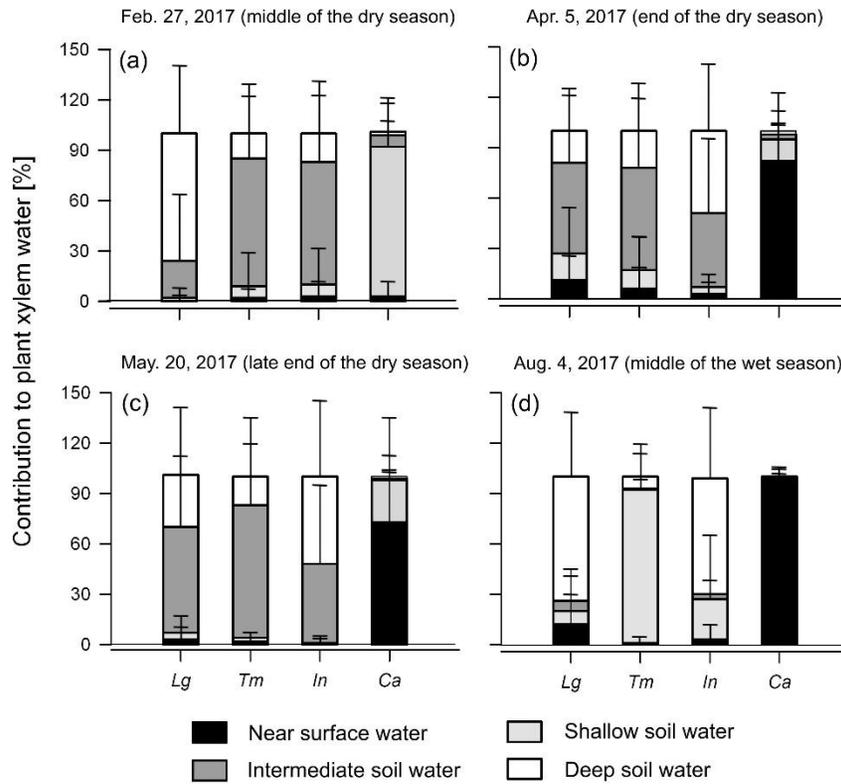 Feb. 27, 2017 (middle of the dry season)
Apr. 5, 2017 (end of the dry season)
(a)
(b)
150
120
90
60
30
0
May. 20, 2017 (late end of the dry season)
Aug. 4, 2017 (middle of the wet season)
(c)
(d)
150
120
90
60
30
0
Contribution to plant xylem water [%]
Lg Tm In Ca
Lg Tm In Ca
Near surface water
Shallow soil water
Intermediate soil water
Deep soil water